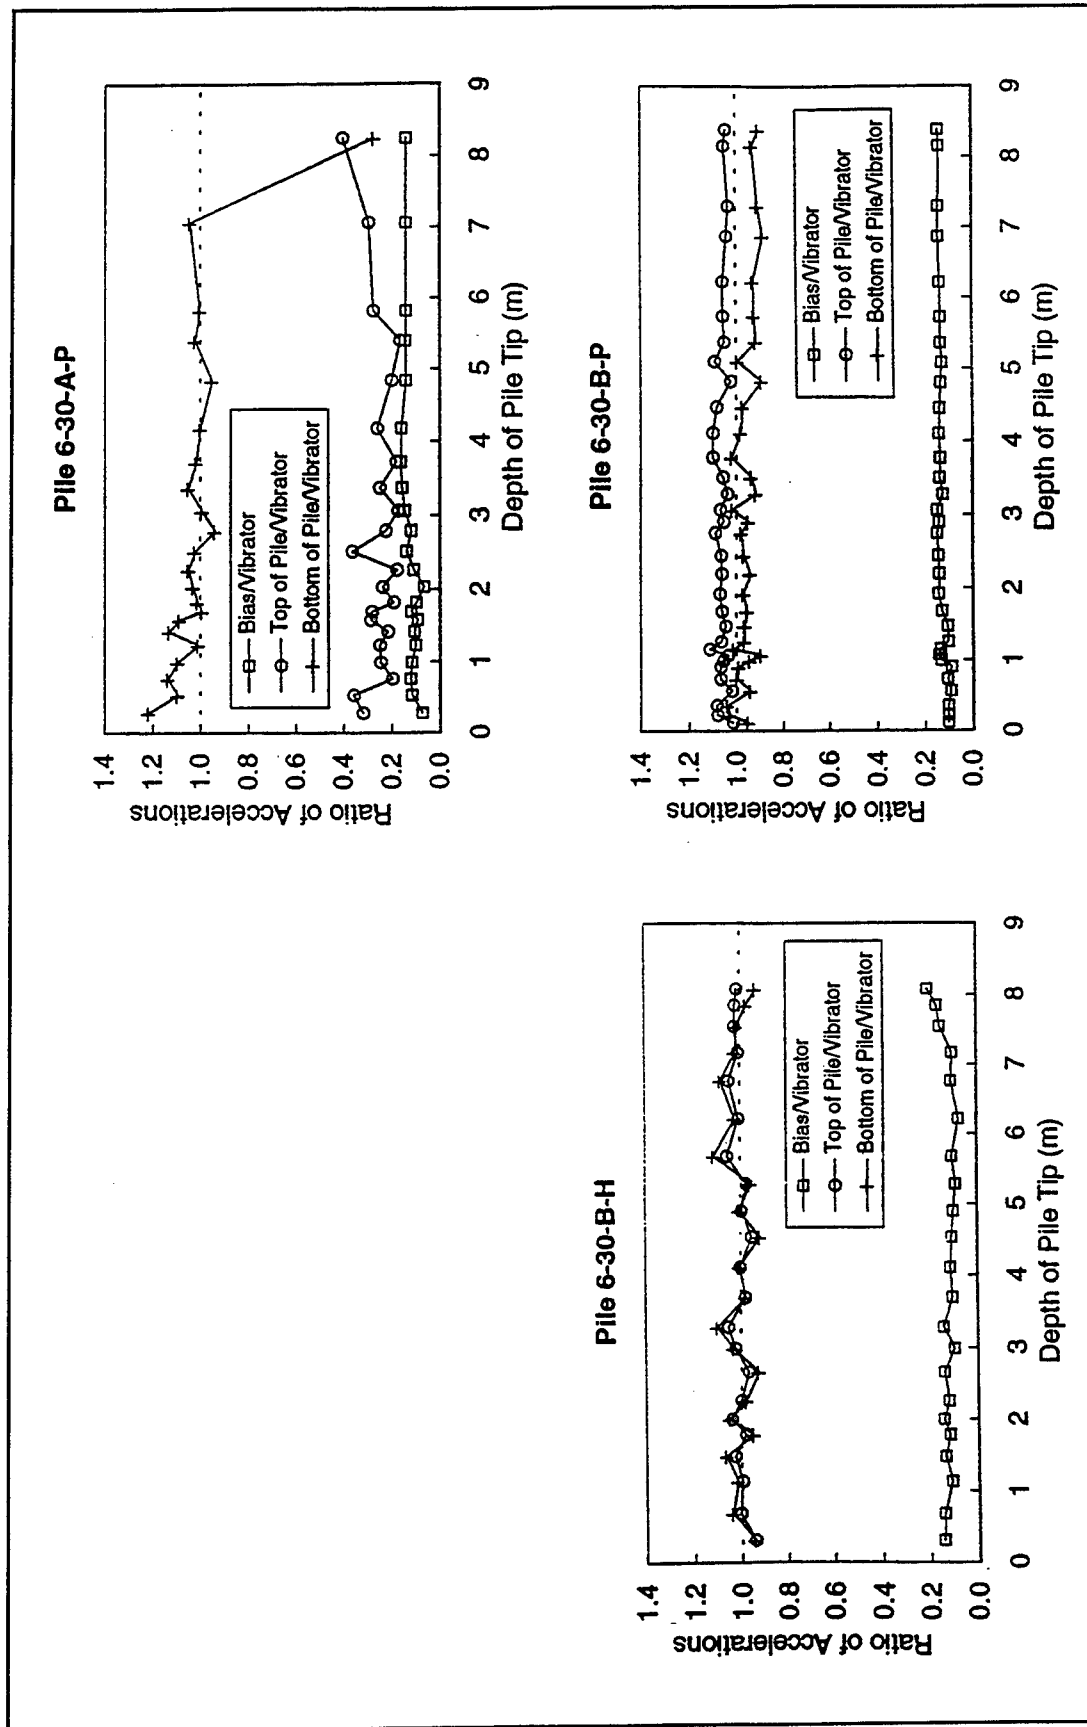 Pile 6-30-A-P
Ratio of Accelerations
1.4
1.2
1.0
0.8
0.6
0.4
0.2
0.0
Bias/Vibrator
Top of Pile/Vibrator
Bottom of Pile/Vibrator
0 1 2 3 4 5 6 7 8 9
Depth of Pile Tip (m)
Pile 6-30-B-H
Ratio of Accelerations
1.4
1.2
1.0
0.8
0.6
0.4
0.2
0.0
Bias/Vibrator
Top of Pile/Vibrator
Bottom of Pile/Vibrator
0 1 2 3 4 5 6 7 8 9
Depth of Pile Tip (m)
Pile 6-30-B-P
Ratio of Accelerations
1.4
1.2
1.0
0.8
0.6
0.4
0.2
0.0
Bias/Vibrator
Top of Pile/Vibrator
Bottom of Pile/Vibrator
0 1 2 3 4 5 6 7 8 9
Depth of Pile Tip (m)